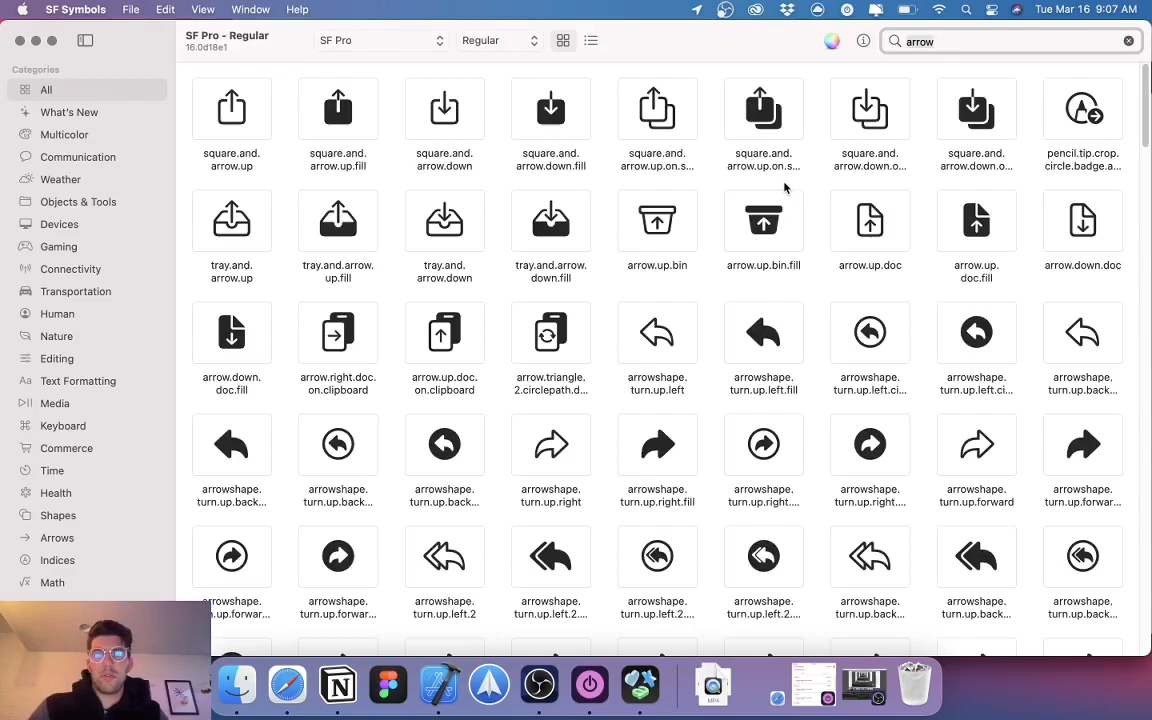 SF Symbols File Edit View Window Help Tue Mar 16 9:07 AM
SF Pro - Regular
16.0d18e1
SF Pro
Regular
arrow
Categories
All
What's New
Multicolor
Communication
Weather
Objects & Tools
Devices
Gaming
Connectivity
Transportation
Human
Nature
Editing
Aa Text Formatting
Media
Keyboard
Commerce
Time
Health
Shapes
Arrows
Indices
Math
square.and.
arrow.up
square.and.
arrow.up.fill
square.and.
arrow.down
square.and.
arrow.down.fill
square.and.
arrow.up.on.s...
square.and.
arrow.up.on.s...
square.and.
arrow.down.o...
square.and.
arrow.down.o...
pencil.tip.crop.
circle.badge.a...
tray.and.
arrow.up
tray.and.arrow.
up.fill
tray.and.
arrow.down
tray.and.arrow.
down.fill
arrow.up.bin
arrow.up.bin.fill
arrow.up.doc
arrow.up.
doc.fill
arrow.down.doc
arrow.down.
doc.fill
arrow.right.doc.
on.clipboard
arrow.up.doc.
on.clipboard
arrow.triangle.
2.circlepath.d...
arrowshape.
turn.up.left
arrowshape.
turn.up.left.fill
arrowshape.
turn.up.left.ci...
arrowshape.
turn.up.left.ci...
arrowshape.
turn.up.back...
arrowshape.
turn.up.back...
arrowshape.
turn.up.back...
arrowshape.
turn.up.back...
arrowshape.
turn.up.right
arrowshape.
turn.up.right.fill
arrowshape.
turn.up.right....
arrowshape.
turn.up.right....
arrowshape.
turn.up.forward
arrowshape.
turn.up.forwar...
arrowshape.
n.up.forwar...
arrowshape.
turn.up.forwar...
arrowshape.
turn.up.left.2
arrowshape.
turn.up.left.2....
arrowshape.
turn.up.left.2....
arrowshape.
turn.up.left.2....
arrowshape.
turn.up.back...
arrowshape.
turn.up.back...
arrowshape.
turn.up.back...
MP4